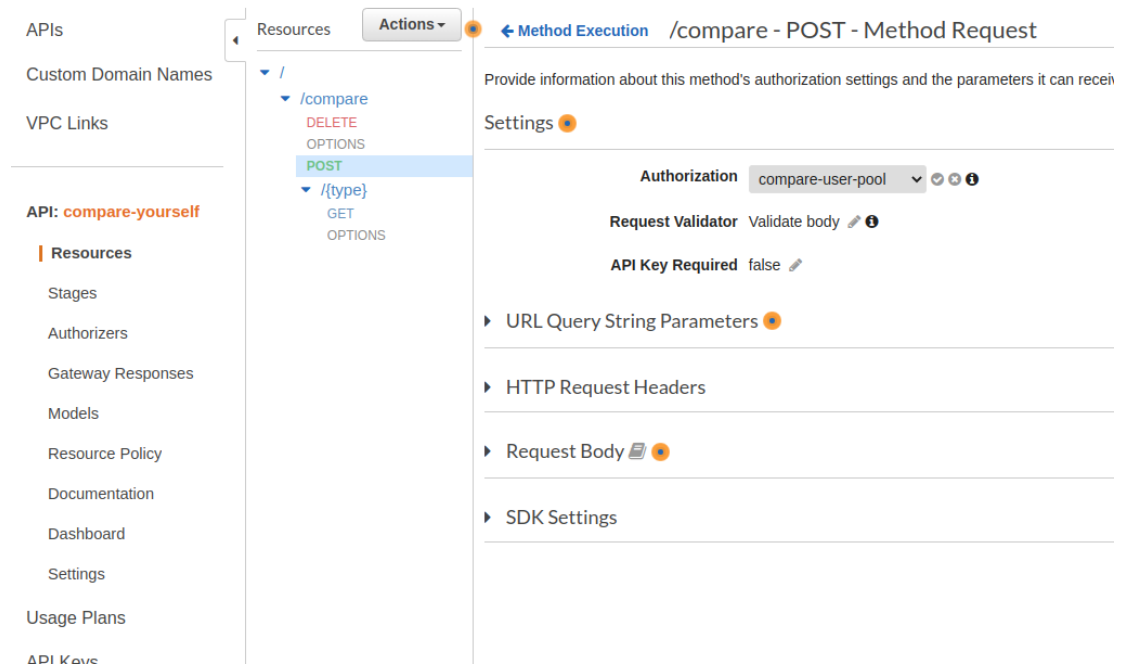 APIs
Custom Domain Names
VPC Links
API: compare-yourself
Resources
Stages
Authorizers
Gateway Responses
Models
Resource Policy
Documentation
Dashboard
Settings
Usage Plans
API Keys
Resources
Actions
/
/compare
DELETE
OPTIONS
POST
/{type}
GET
OPTIONS
Method Execution /compare - POST - Method Request
Provide information about this method's authorization settings and the parameters it can receiv
Settings
Authorization compare-user-pool
Request Validator Validate body
API Key Required false
URL Query String Parameters
HTTP Request Headers
Request Body
SDK Settings